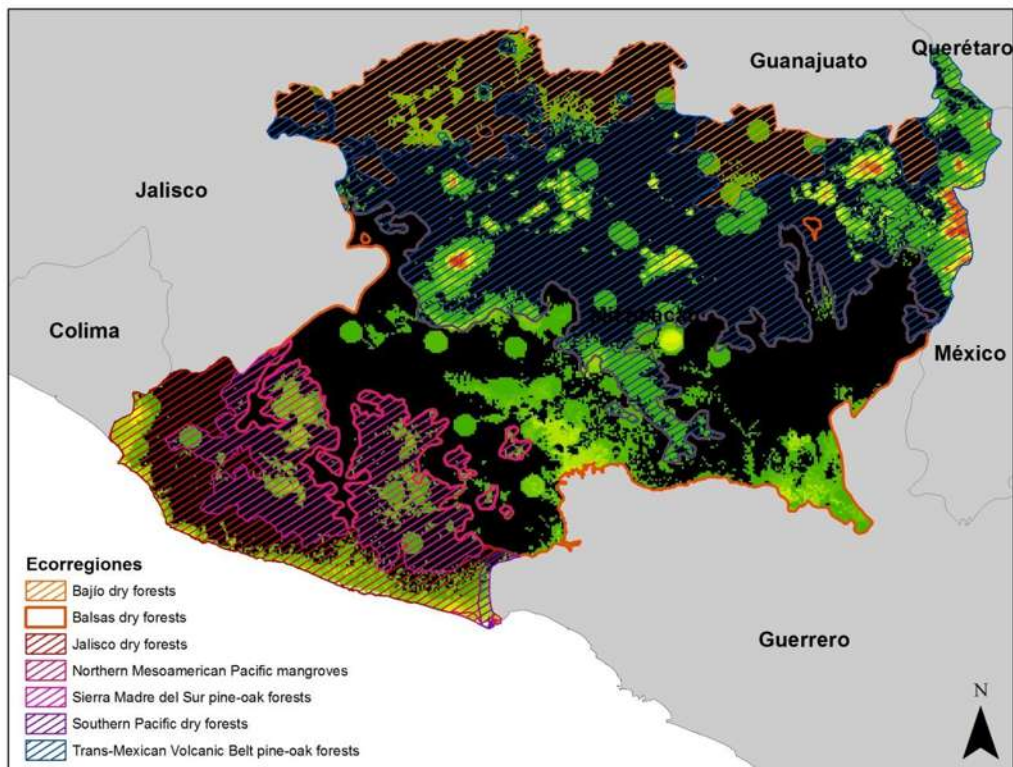 Querétaro
Guanajuato
Jalisco
Colima
México
Guerrero
N
Ecorregiones
Bajío dry forests
Balsas dry forests
Jalisco dry forests
Northern Mesoamerican Pacific mangroves
Sierra Madre del Sur pine-oak forests
Southern Pacific dry forests
Trans-Mexican Volcanic Belt pine-oak forests